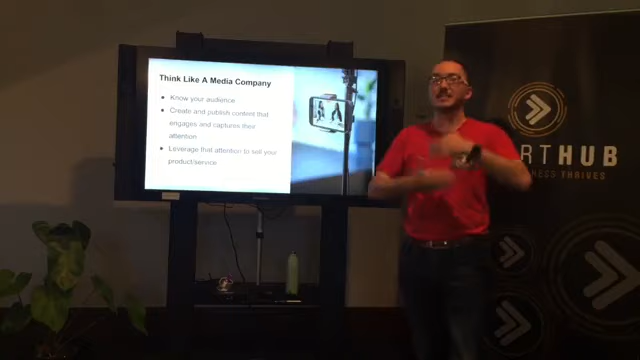 Think Like A Media Company
● Know your audience
● Create and publish content that
engages and captures their
attention
● Leverage that attention to sell your
product/service
RTHUB
NESS THRIVES